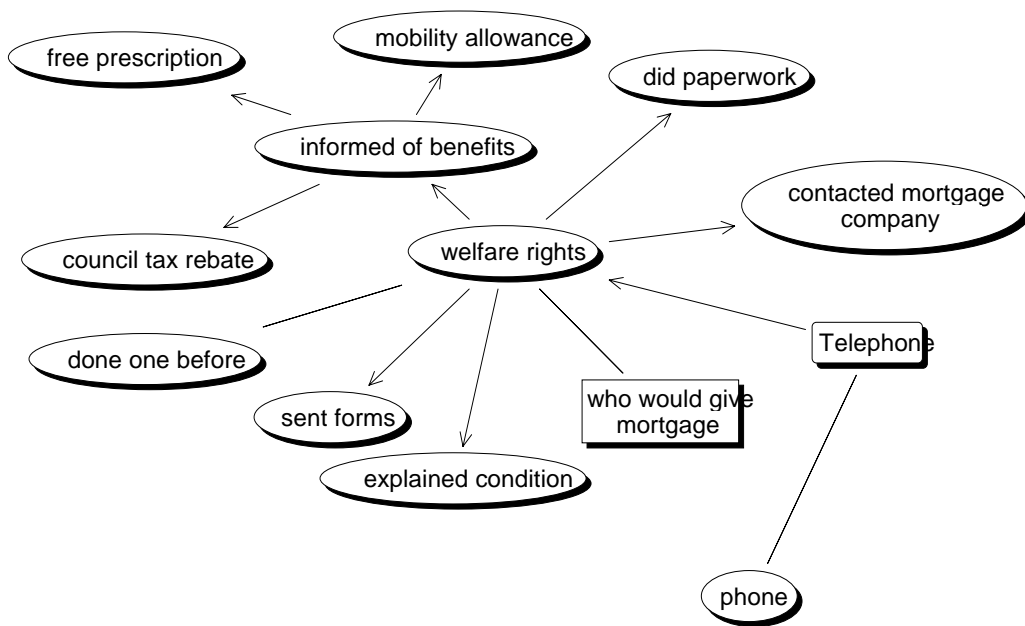 mobility allowance
free prescription
did paperwork
informed of benefits
contacted mortgage
company
welfare rights
council tax rebate
Telephone
done one before
who would give
mortgage
sent forms
explained condition
phone